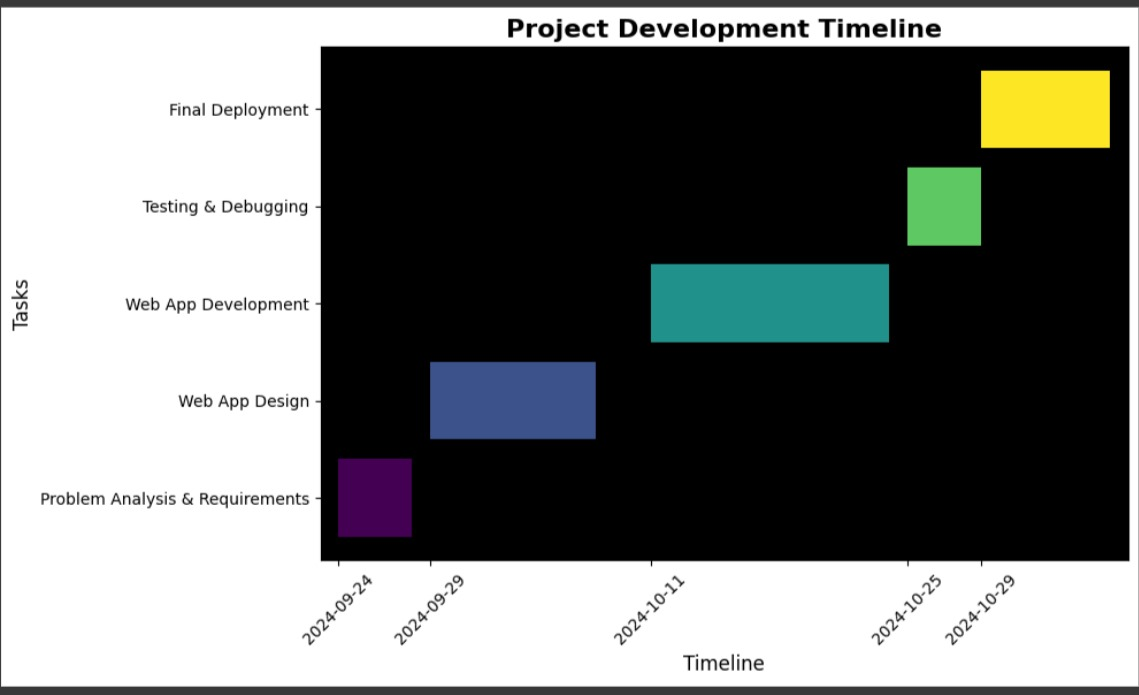 Project Development Timeline
Final Deployment
Testing & Debugging
Web App Development
Web App Design
Problem Analysis & Requirements
Tasks
2024-09-24
2024-09-29
2024-10-11
2024-10-25
2024-10-29
Timeline